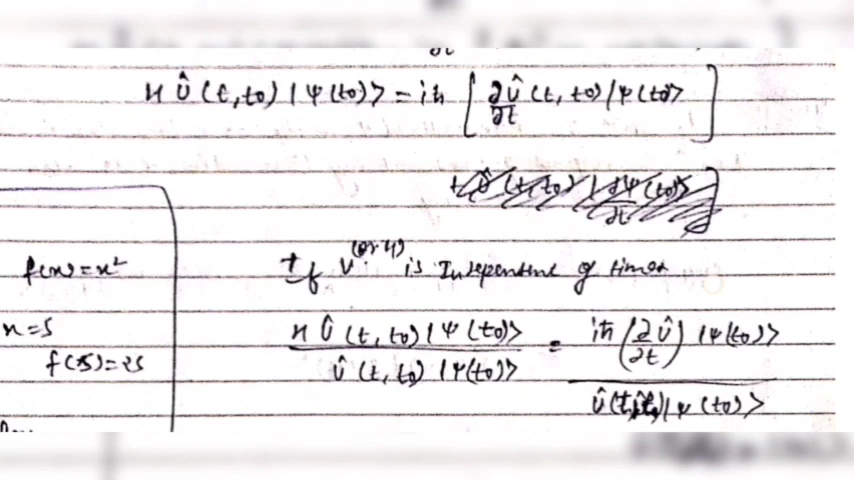 H Û (t, t₀) |ψ(t₀)> = iħ [ ∂Û/∂t (t, t₀) |ψ(t₀)> ]
f(x) = x²
If V (or H) is Independent of times
x = 5
f(5) = 25
H Û (t, t₀) |ψ(t₀)> / Û (t, t₀) |ψ(t₀)> = iħ (∂Û/∂t) |ψ(t₀)> / Û (t, t₀) |ψ(t₀)>